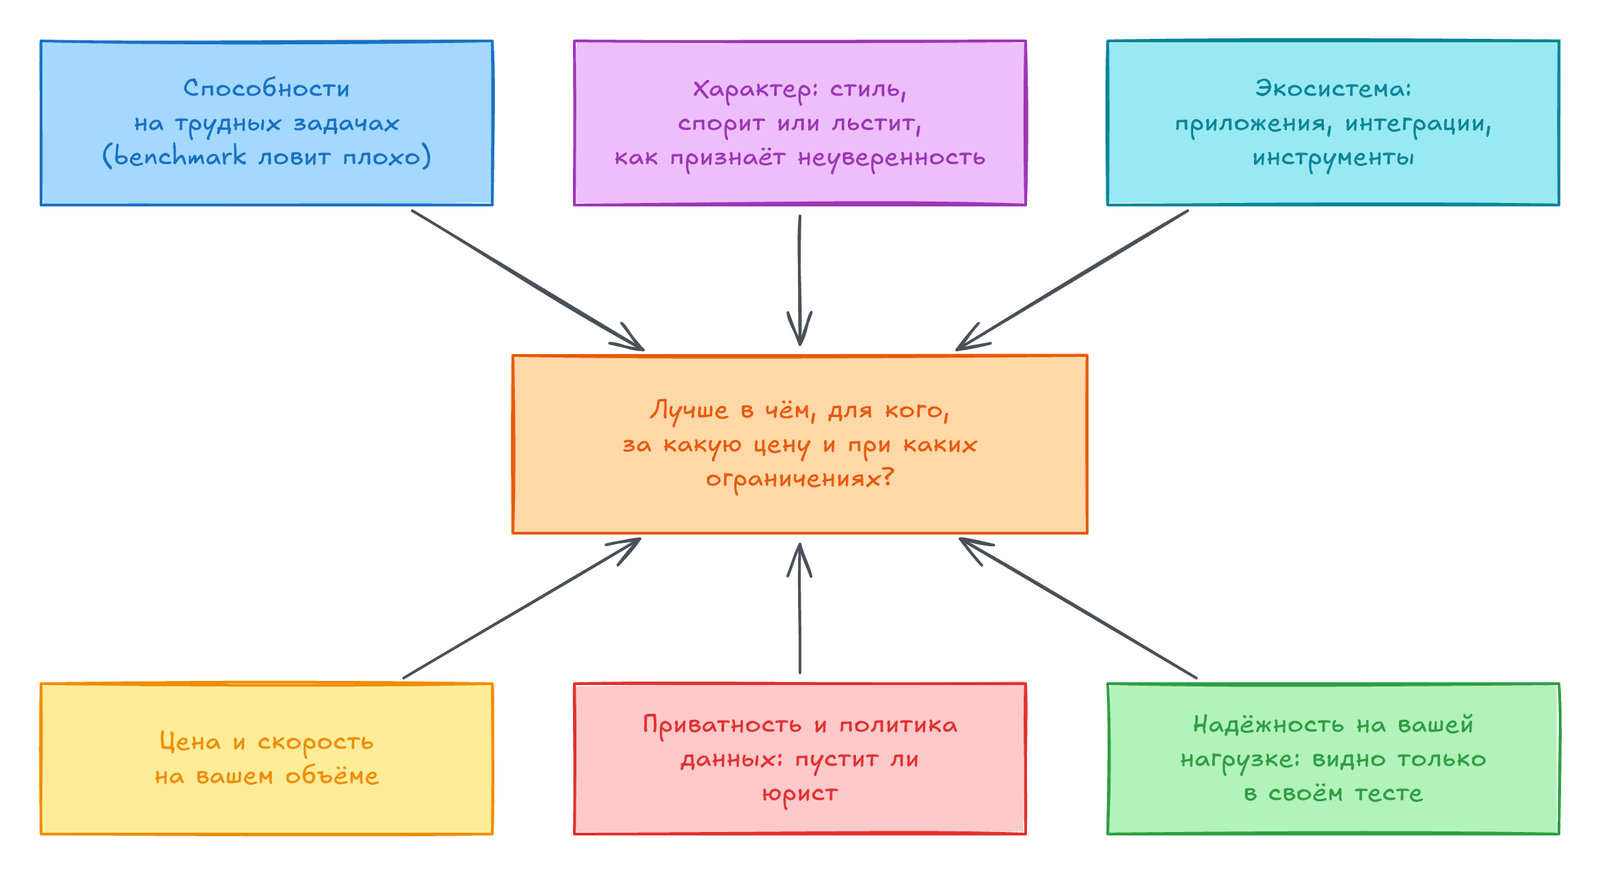 Способности
на трудных задачах
(benchmark ловит плохо)
Характер: стиль,
спорит или льстит,
как признаёт неуверенность
Экосистема:
приложения, интеграции,
инструменты
Лучше в чём, для кого,
за какую цену и при каких
ограничениях?
Цена и скорость
на вашем объёме
Приватность и политика
данных: пустит ли
юрист
Надёжность на вашей
нагрузке: видно только
в своём тесте